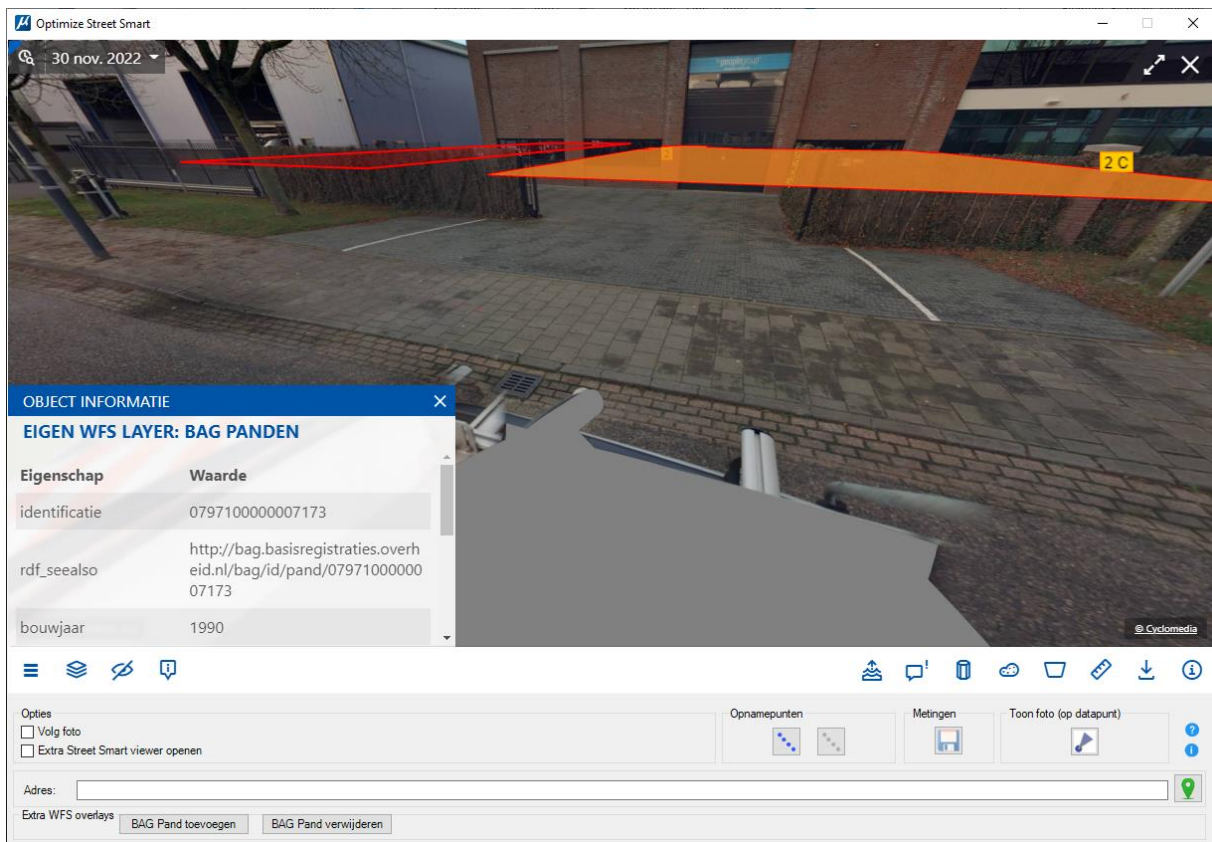 Optimize Street Smart
30 nov. 2022
"peoplegroup"
2
2 C
OBJECT INFORMATIE
EIGEN WFS LAYER: BAG PANDEN
Eigenschap Waarde
identificatie 0797100000007173
rdf_seealso http://bag.basisregistraties.overh
eid.nl/bag/id/pand/07971000000
07173
bouwjaar 1990
© Cyclomedia
Opties
Volg foto
Extra Street Smart viewer openen
Opnamepunten
Metingen
Toon foto (op datapunt)
Adres:
Extra WFS overlays
BAG Pand toevoegen BAG Pand verwijderen